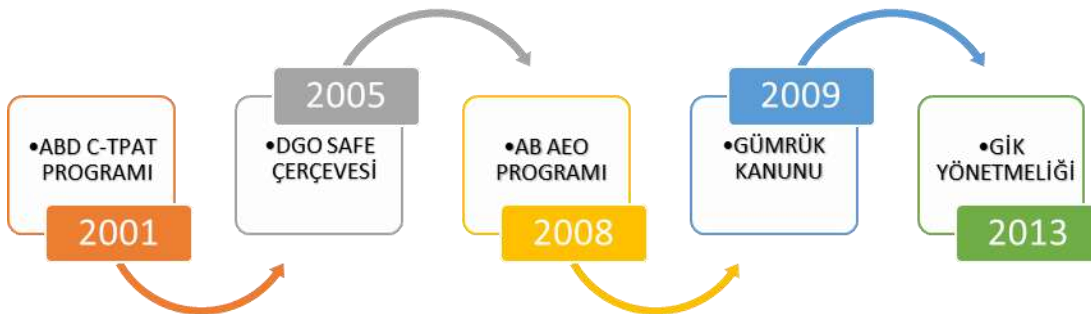 •ABD C-TPAT
PROGRAMI
2001
2005
•DGO SAFE
ÇERÇEVESİ
•AB AEO
PROGRAMI
2008
2009
•GÜMRÜK
KANUNU
•GİK
YÖNETMELİĞİ
2013